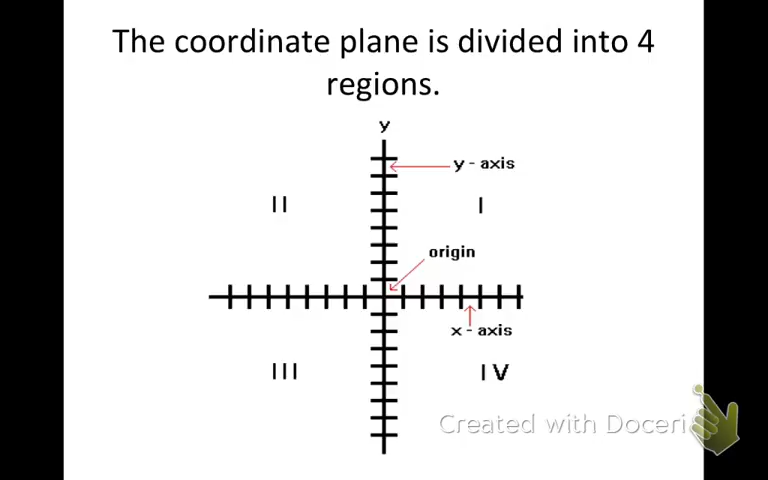 The coordinate plane is divided into 4
regions.
y
y - axis
II
I
origin
x - axis
III
IV
Created with Doceri